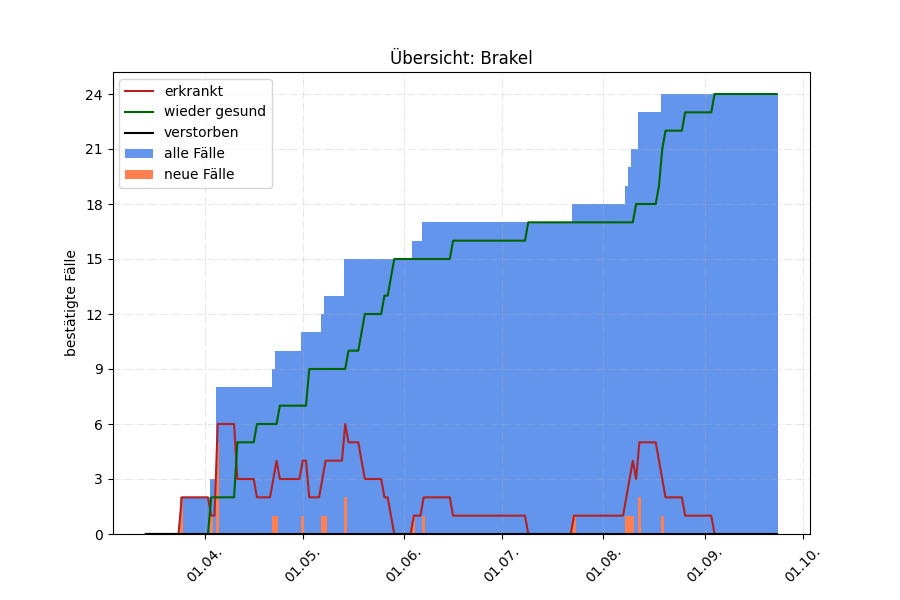 Übersicht: Brakel
erkrankt
wieder gesund
verstorben
alle Fälle
neue Fälle
bestätigte Fälle
24
21
18
15
12
9
6
3
0
01.04.
01.05.
01.06.
01.07.
01.08.
01.09.
01.10.